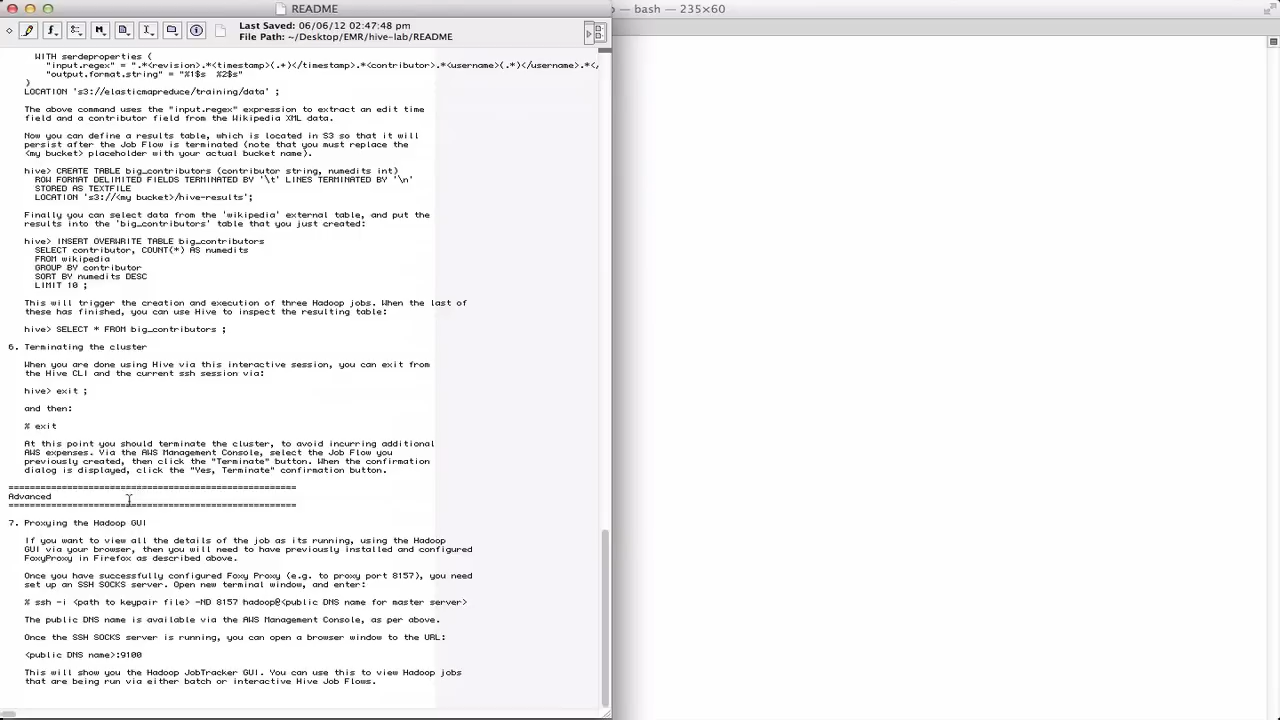 README
— bash — 235×60
Last Saved: 06/06/12 02:47:48 pm
File Path: ~/Desktop/EMR/hive-lab/README
WITH serdeproperties (
"input.regex" = ".*<revision>.*<timestamp>(.+)</timestamp>.*<contributor>.*<username>(.*)</username>.*<,
"output.format.string" = "%1$s %2$s"
)
LOCATION 's3://elasticmapreduce/training/data' ;
The above command uses the "input.regex" expression to extract an edit time
field and a contributor field from the Wikipedia XML data.
Now you can define a results table, which is located in S3 so that it will
persist after the Job Flow is terminated (note that you must replace the
<my bucket> placeholder with your actual bucket name).
hive> CREATE TABLE big_contributors (contributor string, numedits int)
ROW FORMAT DELIMITED FIELDS TERMINATED BY '\t' LINES TERMINATED BY '\n'
STORED AS TEXTFILE
LOCATION 's3://<my bucket>/hive-results';
Finally you can select data from the 'wikipedia' external table, and put the
results into the 'big_contributors' table that you just created:
hive> INSERT OVERWRITE TABLE big_contributors
SELECT contributor, COUNT(*) AS numedits
FROM wikipedia
GROUP BY contributor
SORT BY numedits DESC
LIMIT 10 ;
This will trigger the creation and execution of three Hadoop jobs. When the last of
these has finished, you can use Hive to inspect the resulting table:
hive> SELECT * FROM big_contributors ;
6. Terminating the cluster
When you are done using Hive via this interactive session, you can exit from
the Hive CLI and the current ssh session via:
hive> exit ;
and then:
% exit
At this point you should terminate the cluster, to avoid incurring additional
AWS expenses. Via the AWS Management Console, select the Job Flow you
previously created, then click the "Terminate" button. When the confirmation
dialog is displayed, click the "Yes, Terminate" confirmation button.
======================================================
Advanced
======================================================
7. Proxying the Hadoop GUI
If you want to view all the details of the job as its running, using the Hadoop
GUI via your browser, then you will need to have previously installed and configured
FoxyProxy in Firefox as described above.
Once you have successfully configured Foxy Proxy (e.g. to proxy port 8157), you need
set up an SSH SOCKS server. Open new terminal window, and enter:
% ssh -i <path to keypair file> -ND 8157 hadoop@<public DNS name for master server>
The public DNS name is available via the AWS Management Console, as per above.
Once the SSH SOCKS server is running, you can open a browser window to the URL:
<public DNS name>:9100
This will show you the Hadoop JobTracker GUI. You can use this to view Hadoop jobs
that are being run via either batch or interactive Hive Job Flows.